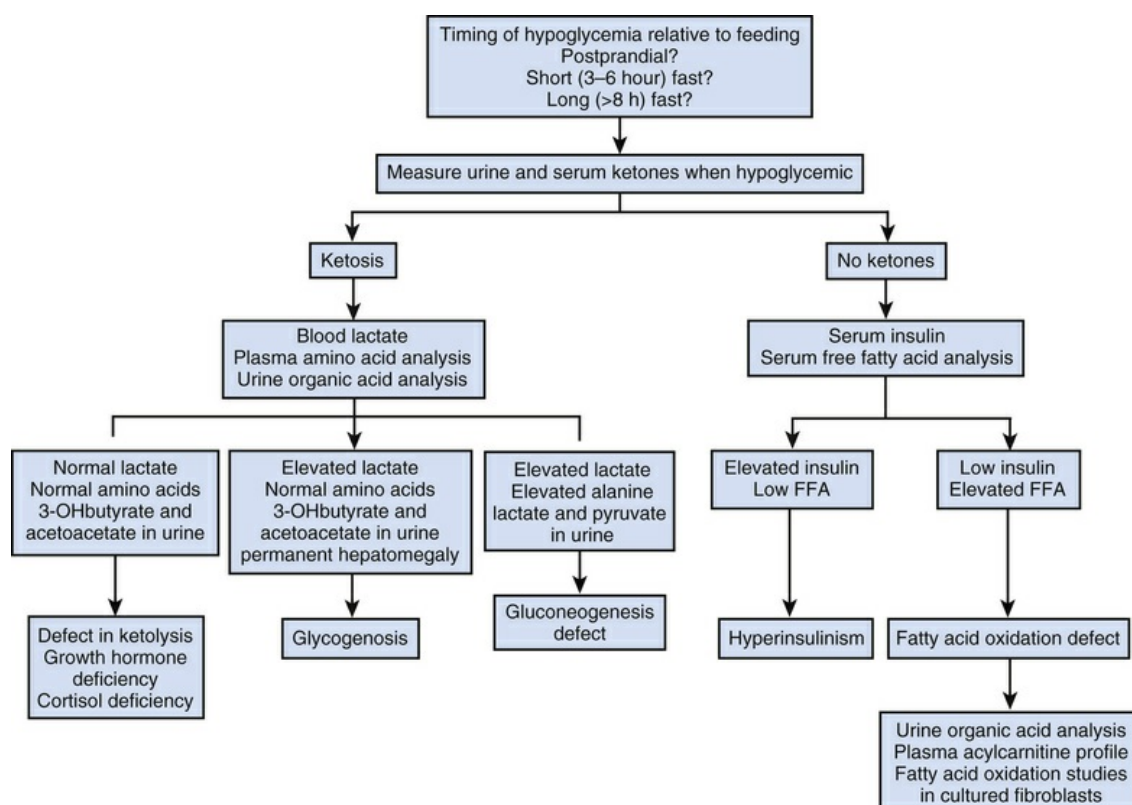 Timing of hypoglycemia relative to feeding
Postprandial?
Short (3–6 hour) fast?
Long (>8 h) fast?
Measure urine and serum ketones when hypoglycemic
Ketosis
No ketones
Blood lactate
Plasma amino acid analysis
Urine organic acid analysis
Serum insulin
Serum free fatty acid analysis
Normal lactate
Normal amino acids
3-OHbutyrate and
acetoacetate in urine
Elevated lactate
Normal amino acids
3-OHbutyrate and
acetoacetate in urine
permanent hepatomegaly
Elevated lactate
Elevated alanine
lactate and pyruvate
in urine
Elevated insulin
Low FFA
Low insulin
Elevated FFA
Defect in ketolysis
Growth hormone
deficiency
Cortisol deficiency
Glycogenosis
Gluconeogenesis
defect
Hyperinsulinism
Fatty acid oxidation defect
Urine organic acid analysis
Plasma acylcarnitine profile
Fatty acid oxidation studies
in cultured fibroblasts